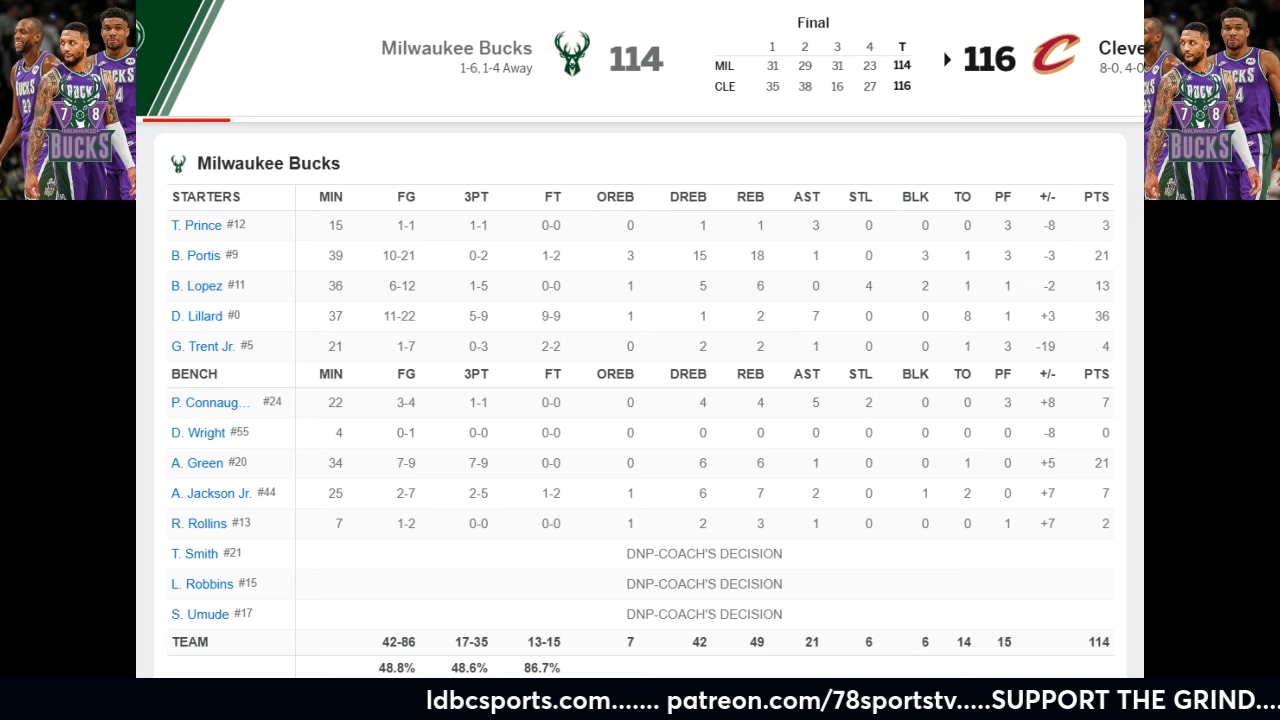 Final
Milwaukee Bucks
1-6, 1-4 Away
114
1 2 3 4 T
MIL 31 29 31 23 114
CLE 35 38 16 27 116
116
Cleve
8-0, 4-0
BUCKS
7 8
MILWAUKEE
BUCKS
BUCKS
7 8
MILWAUKEE
BUCKS
Milwaukee Bucks
STARTERS MIN FG 3PT FT OREB DREB REB AST STL BLK TO PF +/- PTS
T. Prince #12 15 1-1 1-1 0-0 0 1 1 3 0 0 0 3 -8 3
B. Portis #9 39 10-21 0-2 1-2 3 15 18 1 0 3 1 3 -3 21
B. Lopez #11 36 6-12 1-5 0-0 1 5 6 0 4 2 1 1 -2 13
D. Lillard #0 37 11-22 5-9 9-9 1 1 2 7 0 0 8 1 +3 36
G. Trent Jr. #5 21 1-7 0-3 2-2 0 2 2 1 0 0 1 3 -19 4
BENCH MIN FG 3PT FT OREB DREB REB AST STL BLK TO PF +/- PTS
P. Connaug... #24 22 3-4 1-1 0-0 0 4 4 5 2 0 0 3 +8 7
D. Wright #55 4 0-1 0-0 0-0 0 0 0 0 0 0 0 0 -8 0
A. Green #20 34 7-9 7-9 0-0 0 6 6 1 0 0 1 0 +5 21
A. Jackson Jr. #44 25 2-7 2-5 1-2 1 6 7 2 0 1 2 0 +7 7
R. Rollins #13 7 1-2 0-0 0-0 1 2 3 1 0 0 0 1 +7 2
T. Smith #21 DNP-COACH'S DECISION
L. Robbins #15 DNP-COACH'S DECISION
S. Umude #17 DNP-COACH'S DECISION
TEAM 42-86 17-35 13-15 7 42 49 21 6 6 14 15 114
48.8% 48.6% 86.7%
ldbcsports.com....... patreon.com/78sportstv.....SUPPORT THE GRIND....